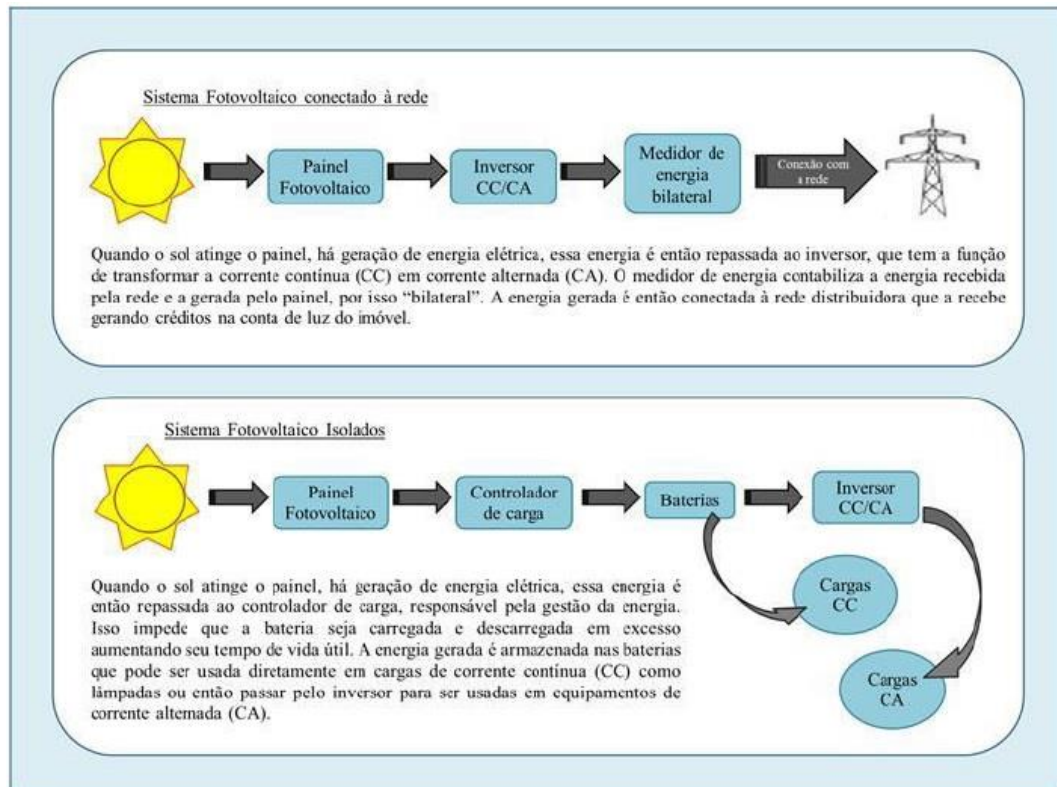 Sistema Fotovoltaico conectado à rede
Painel
Fotovoltaico
Inversor
CC/CA
Medidor de
energia
bilateral
Conexão com
a rede
Quando o sol atinge o painel, há geração de energia elétrica, essa energia é então repassada ao inversor, que tem a função
de transformar a corrente contínua (CC) em corrente alternada (CA). O medidor de energia contabiliza a energia recebida
pela rede e a gerada pelo painel, por isso “bilateral”. A energia gerada é então conectada à rede distribuidora que a recebe
gerando créditos na conta de luz do imóvel.
Sistema Fotovoltaico Isolados
Painel
Fotovoltaico
Controlador
de carga
Baterias
Inversor
CC/CA
Cargas
CC
Cargas
CA
Quando o sol atinge o painel, há geração de energia elétrica, essa energia é
então repassada ao controlador de carga, responsável pela gestão da energia.
Isso impede que a bateria seja carregada e descarregada em excesso
aumentando seu tempo de vida útil. A energia gerada é armazenada nas baterias
que pode ser usada diretamente em cargas de corrente contínua (CC) como
lâmpadas ou então passar pelo inversor para ser usadas em equipamentos de
corrente alternada (CA).